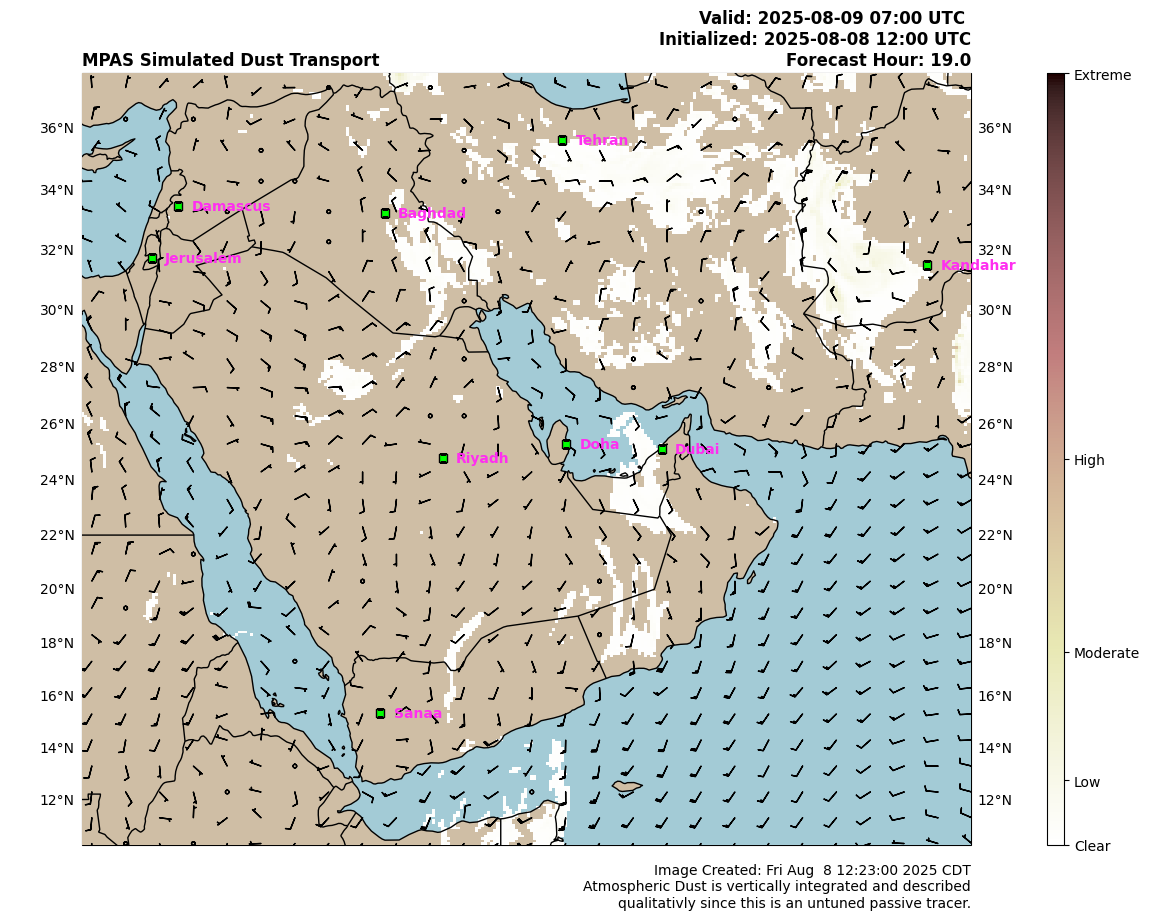 Valid: 2025-08-09 07:00 UTC
Initialized: 2025-08-08 12:00 UTC
MPAS Simulated Dust Transport
Forecast Hour: 19.0
Extreme
36°N
Tehran
36°N
34°N
Damascus
Baghdad
34°N
32°N
Jerusalem
32°N
Kandahar
30°N
30°N
28°N
28°N
26°N
26°N
Doha
Dubai
Riyadh
High
24°N
24°N
22°N
22°N
20°N
20°N
18°N
18°N
Moderate
16°N
16°N
Sanaa
14°N
14°N
Low
12°N
12°N
Clear
Image Created: Fri Aug  8 12:23:00 2025 CDT
Atmospheric Dust is vertically integrated and described
qualitativly since this is an untuned passive tracer.